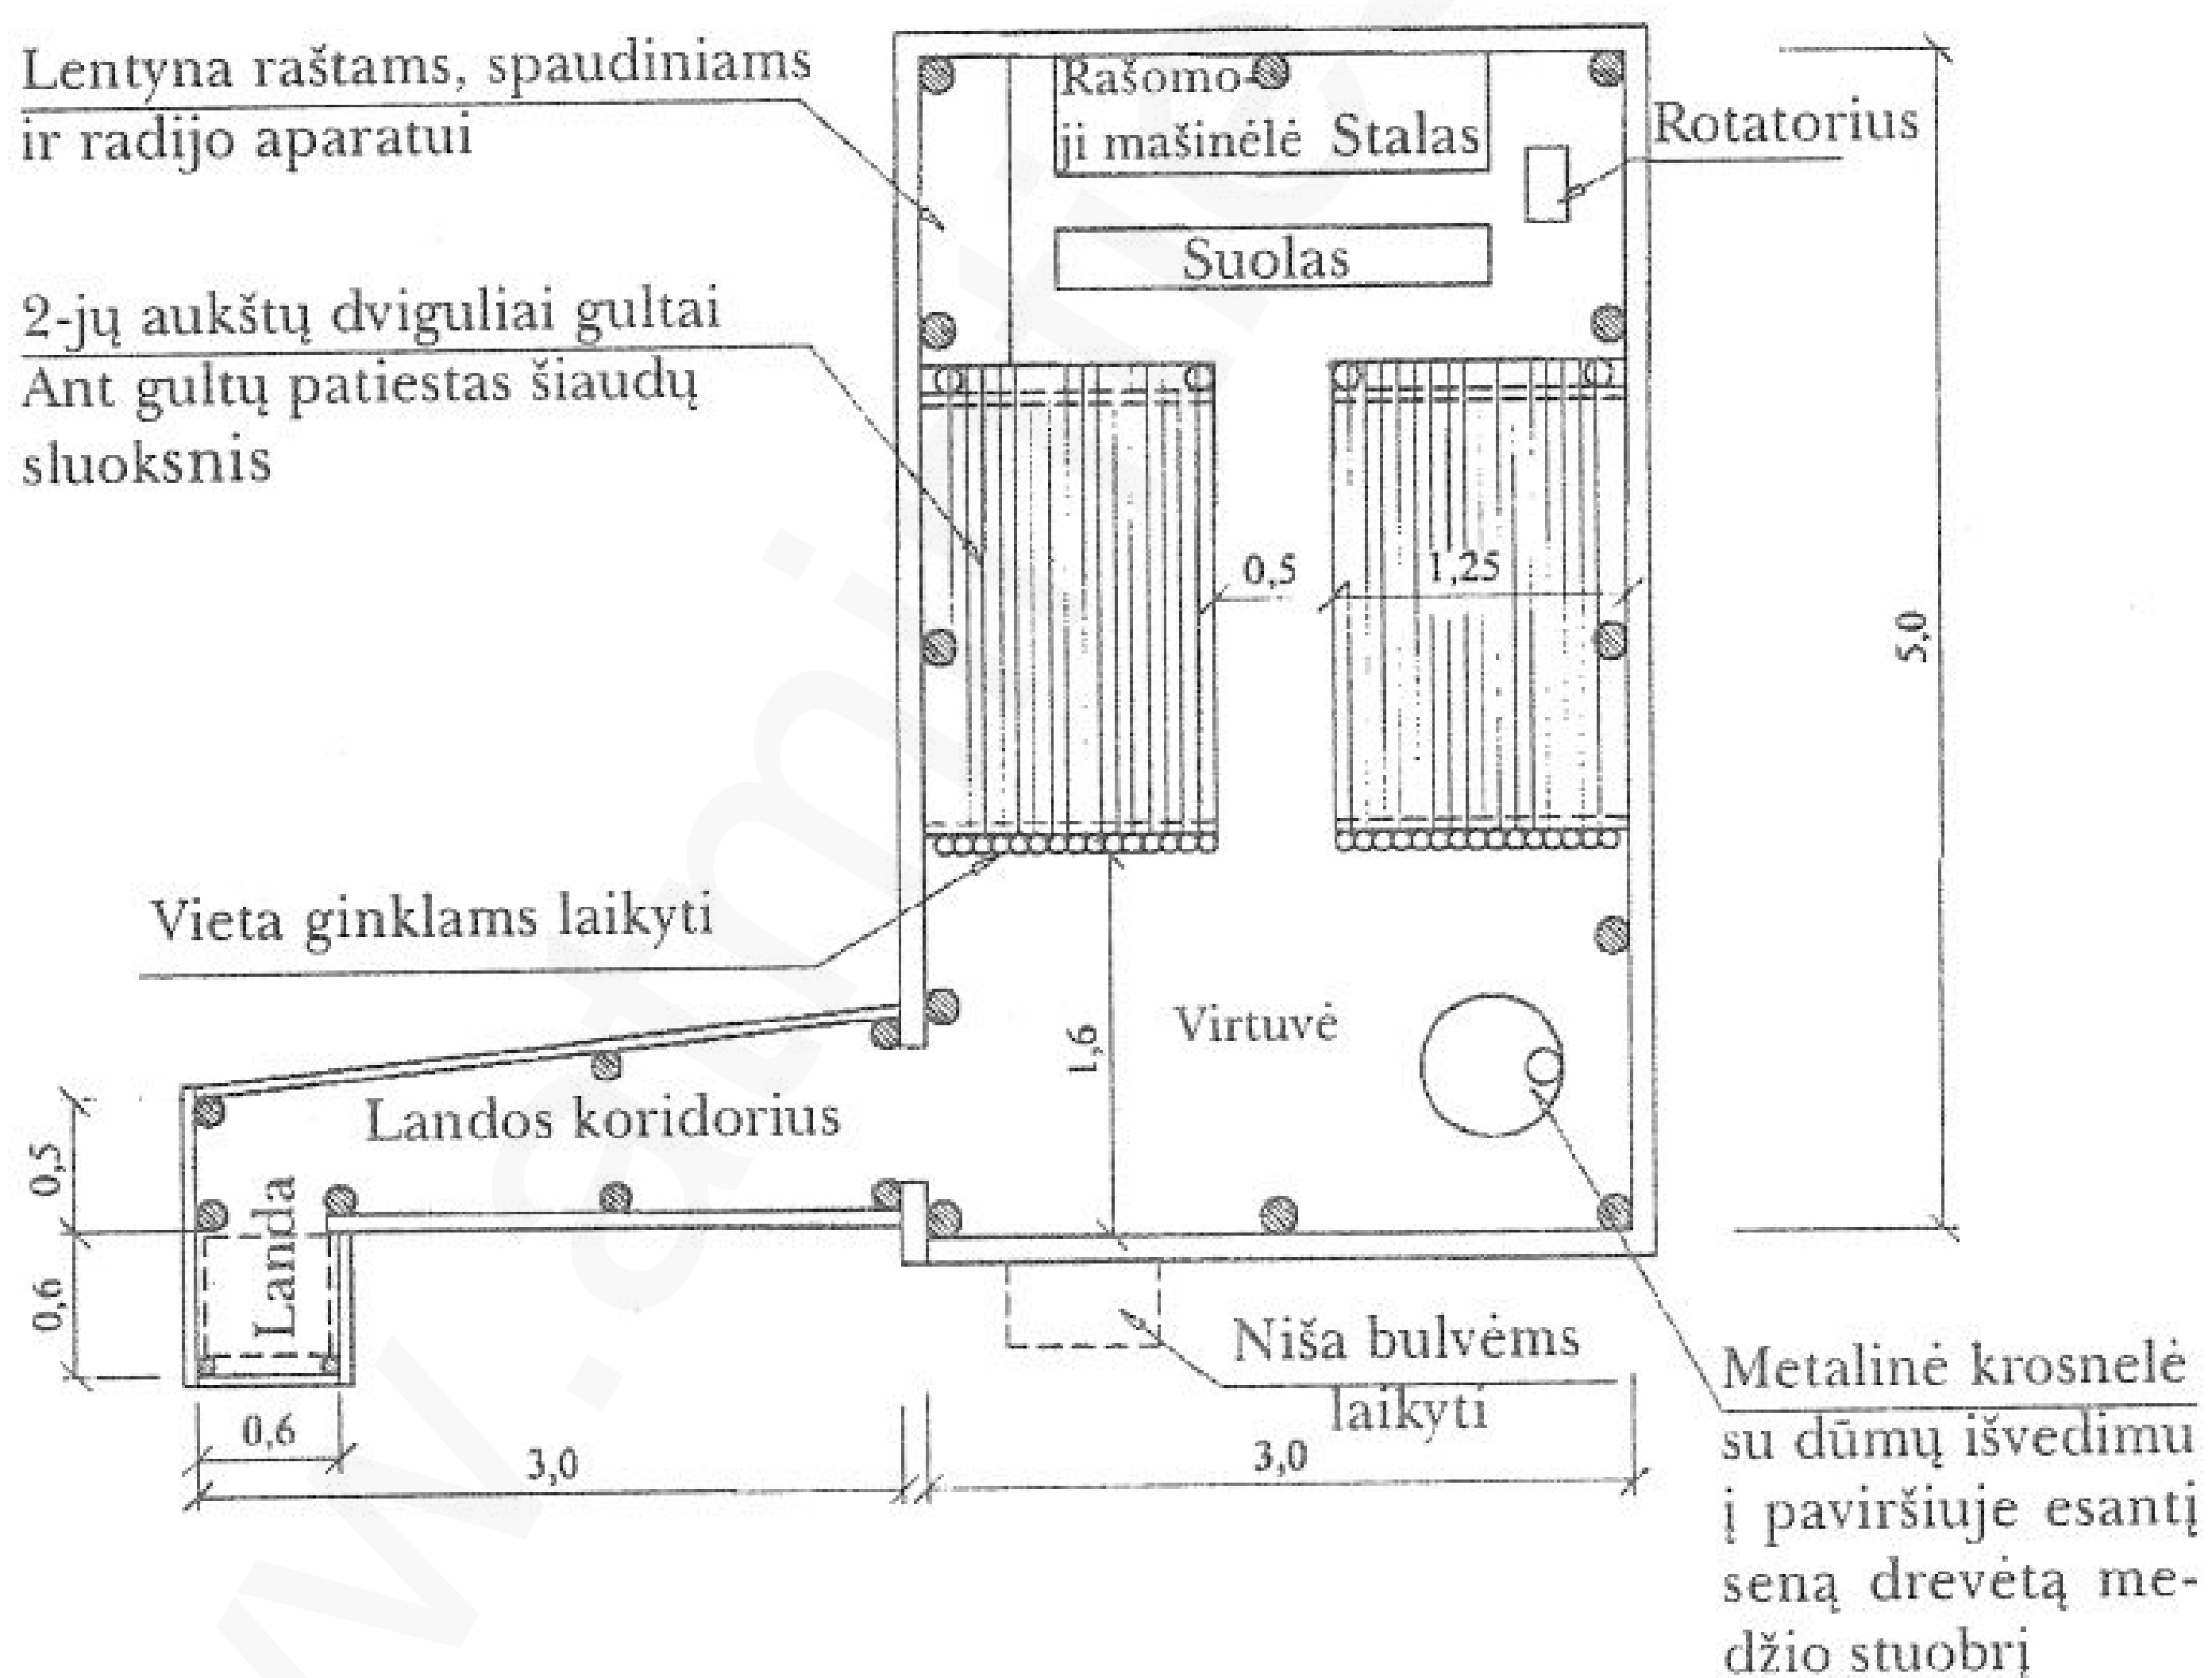 Lentyna raštams, spaudiniams
ir radijo aparatui
2-jų aukštų dviguliai gultai
Ant gultų patiestas šiaudų
sluoksnis
Vieta ginklams laikyti
Rašomo-
ji mašinėlė Stalas
Suolas
Rotatorius
0,5
1,25
5,0
1,6
Virtuvė
Landos koridorius
Landa
0,5
0,6
0,6
3,0
3,0
Niša bulvėms
laikyti
Metalinė krosnelė
su dūmų išvedimu
į paviršiuje esantį
seną drevėtą me-
džio stuobrį